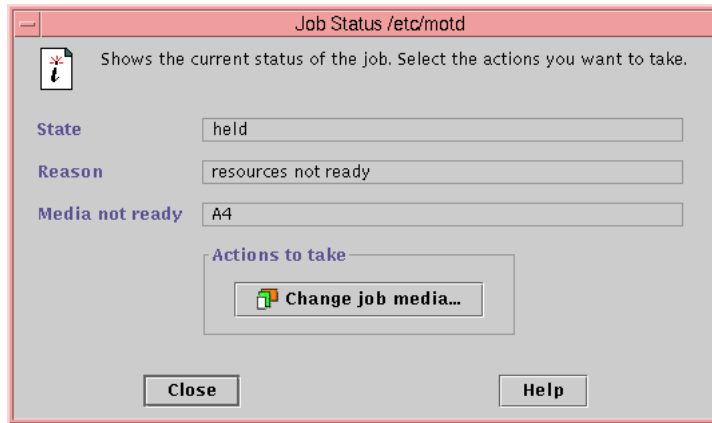 Job Status /etc/motd
Shows the current status of the job. Select the actions you want to take.
State held
Reason resources not ready
Media not ready A4
Actions to take
Change job media...
Close Help